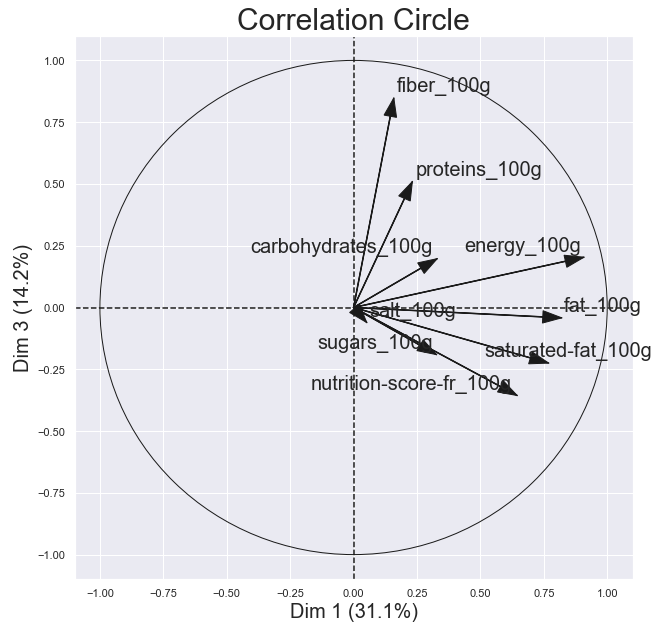 Correlation Circle
1.00
fiber_100g
0.75
proteins_100g
0.50
carbohydrates_100g
energy_100g
0.25
Dim 3 (14.2%)
0.00
salt_100g
fat_100g
sugars_100g
saturated-fat_100g
−0.25
nutrition-score-fr_100g
−0.50
−0.75
−1.00
−1.00 −0.75 −0.50 −0.25 0.00 0.25 0.50 0.75 1.00
Dim 1 (31.1%)